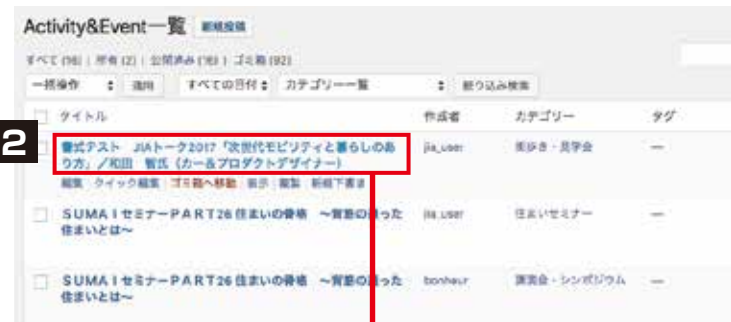 Activity&Event一覧 新規投稿
すべて (16) | 所有 (2) | 公開済み (16) | ゴミ箱 (92)
一括操作 適用 すべての日付 カテゴリー一覧 絞り込み検索
タイトル 作成者 カテゴリー タグ
2
書式テスト JIAトーク2017「次世代モビリティと暮らしのあ
り方」／和田 智氏（カー＆プロダクトデザイナー） jia_user 街歩き・見学会 —
編集 クイック編集 ゴミ箱へ移動 表示 複製 新規下書き
ＳＵＭＡＩセミナーＰＡＲＴ26 住まいの骨格 ～背筋の った jia_user 住まいセミナー —
住まいとは～
ＳＵＭＡＩセミナーＰＡＲＴ26 住まいの骨格 ～背筋の った bonheur 講演会・シンポジウム —
住まいとは～